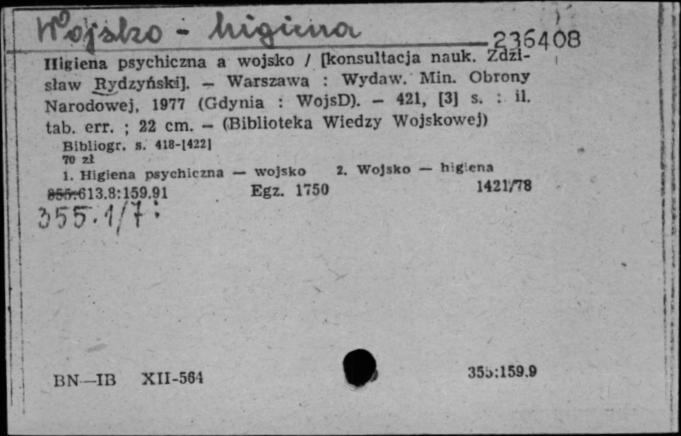 Wojsko - higiena
236408
Higiena psychiczna a wojsko / [konsultacja nauk. Zdzi-
sław Rydzyński]. — Warszawa : Wydaw. Min. Obrony
Narodowej, 1977 (Gdynia : WojsD). — 421, [3] s. : il.
tab. err. ; 22 cm. — (Biblioteka Wiedzy Wojskowej)
Bibliogr. s. 418-[422]
70 zł
1. Higiena psychiczna — wojsko 2. Wojsko — higiena
855:613.8:159.91 Egz. 1750 1421/78
355.1/7:
BN—IB XII-564 355:159.9